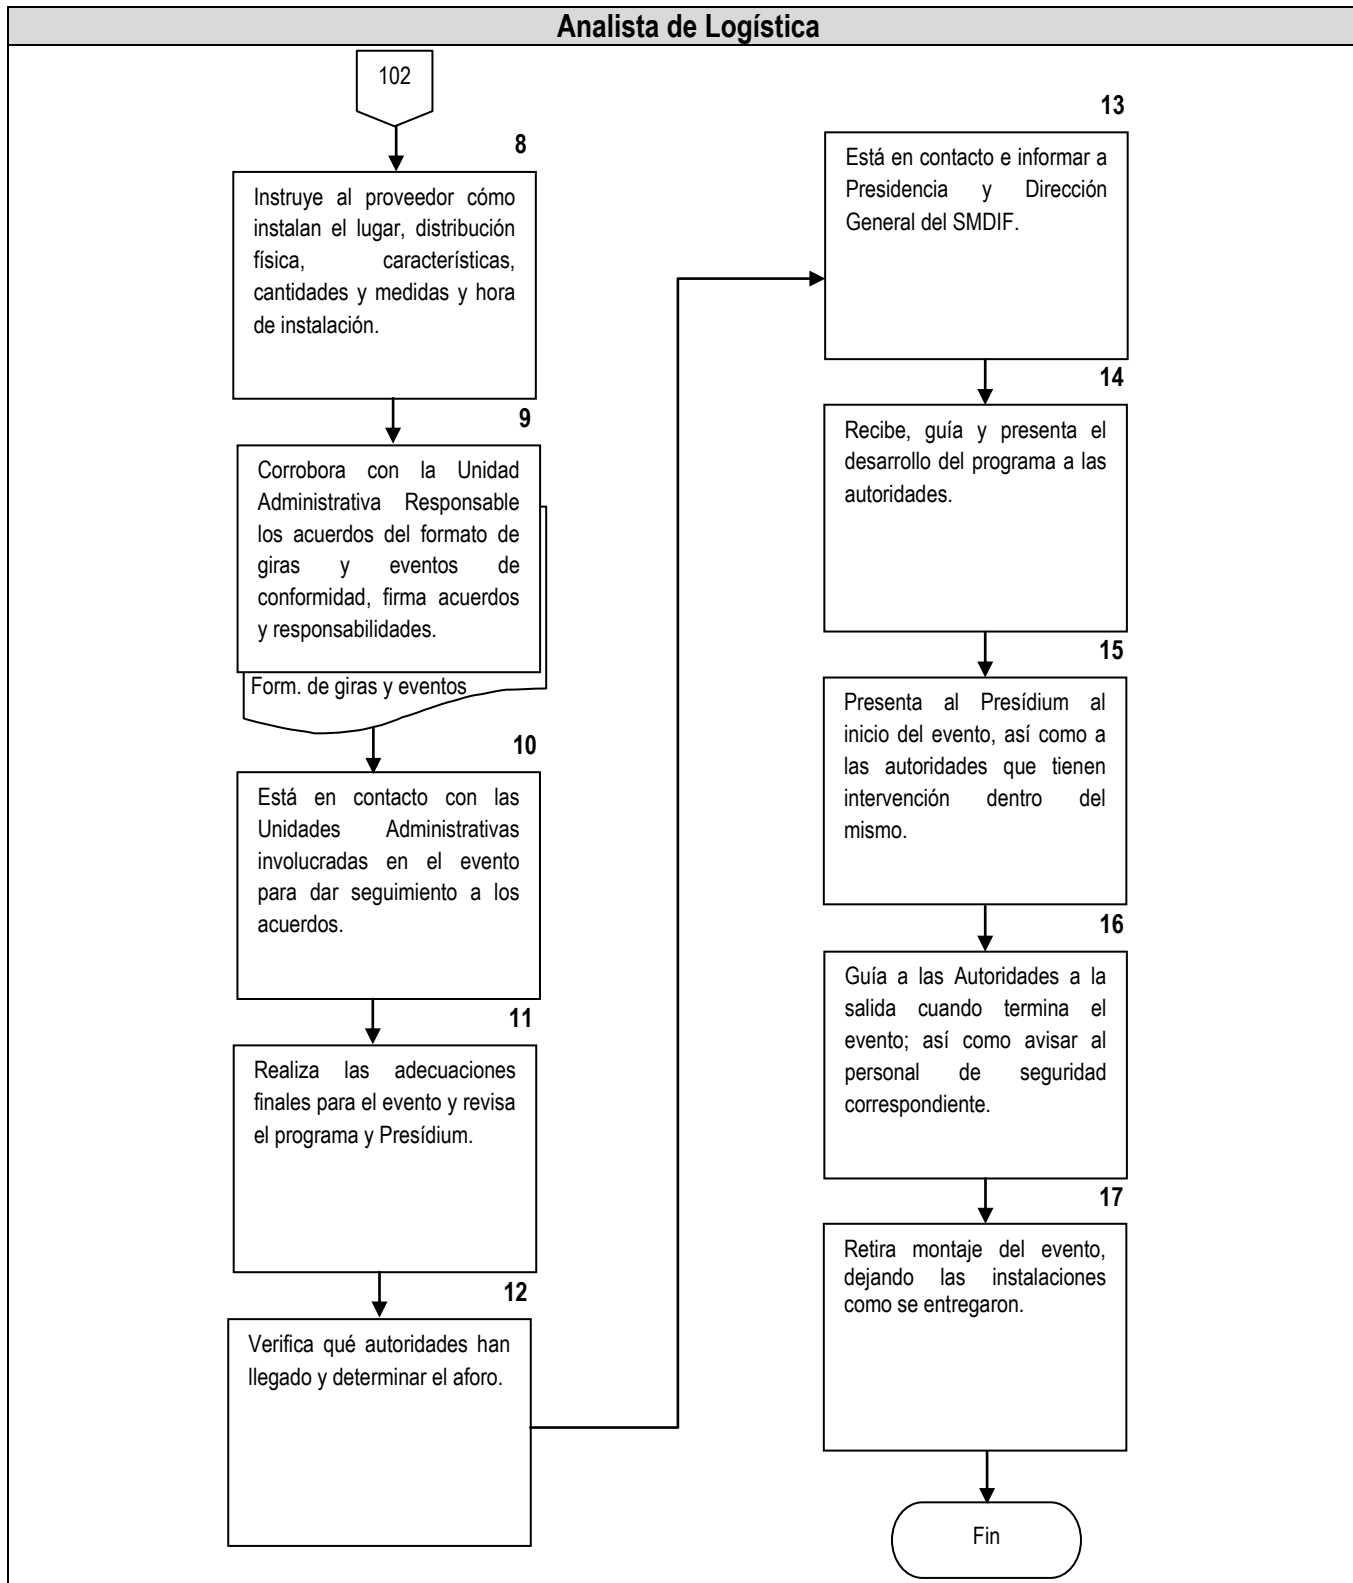 Analista de Logística
102
8
Instruye al proveedor cómo
instalan el lugar, distribución
física, características,
cantidades y medidas y hora
de instalación.
9
Corrobora con la Unidad
Administrativa Responsable
los acuerdos del formato de
giras y eventos de
conformidad, firma acuerdos
y responsabilidades.
Form. de giras y eventos
10
Está en contacto con las
Unidades Administrativas
involucradas en el evento
para dar seguimiento a los
acuerdos.
11
Realiza las adecuaciones
finales para el evento y revisa
el programa y Presídium.
12
Verifica qué autoridades han
llegado y determinar el aforo.
13
Está en contacto e informar a
Presidencia y Dirección
General del SMDIF.
14
Recibe, guía y presenta el
desarrollo del programa a las
autoridades.
15
Presenta al Presídium al
inicio del evento, así como a
las autoridades que tienen
intervención dentro del
mismo.
16
Guía a las Autoridades a la
salida cuando termina el
evento; así como avisar al
personal de seguridad
correspondiente.
17
Retira montaje del evento,
dejando las instalaciones
como se entregaron.
Fin